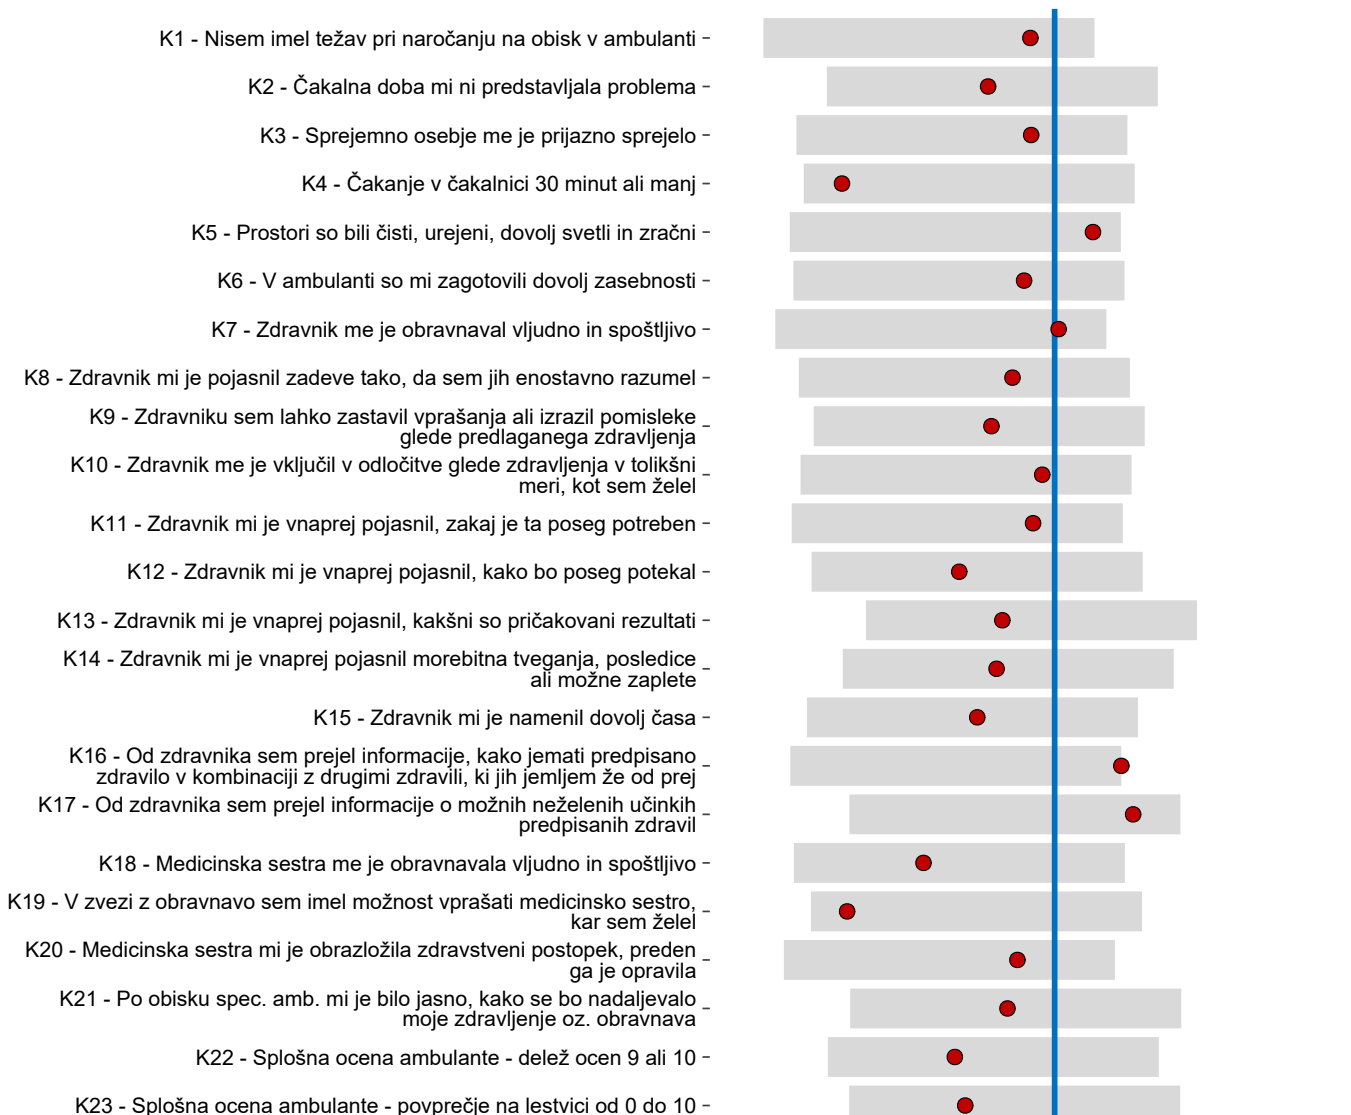 K1 - Nisem imel težav pri naročanju na obisk v ambulanti
K2 - Čakalna doba mi ni predstavljala problema
K3 - Sprejemno osebje me je prijazno sprejelo
K4 - Čakanje v čakalnici 30 minut ali manj
K5 - Prostori so bili čisti, urejeni, dovolj svetli in zračni
K6 - V ambulanti so mi zagotovili dovolj zasebnosti
K7 - Zdravnik me je obravnaval vljudno in spoštljivo
K8 - Zdravnik mi je pojasnil zadeve tako, da sem jih enostavno razumel
K9 - Zdravniku sem lahko zastavil vprašanja ali izrazil pomisleke
glede predlaganega zdravljenja
K10 - Zdravnik me je vključil v odločitve glede zdravljenja v tolikšni
meri, kot sem želel
K11 - Zdravnik mi je vnaprej pojasnil, zakaj je ta poseg potreben
K12 - Zdravnik mi je vnaprej pojasnil, kako bo poseg potekal
K13 - Zdravnik mi je vnaprej pojasnil, kakšni so pričakovani rezultati
K14 - Zdravnik mi je vnaprej pojasnil morebitna tveganja, posledice
ali možne zaplete
K15 - Zdravnik mi je namenil dovolj časa
K16 - Od zdravnika sem prejel informacije, kako jemati predpisano
zdravilo v kombinaciji z drugimi zdravili, ki jih jemljem že od prej
K17 - Od zdravnika sem prejel informacije o možnih neželenih učinkih
predpisanih zdravil
K18 - Medicinska sestra me je obravnavala vljudno in spoštljivo
K19 - V zvezi z obravnavo sem imel možnost vprašati medicinsko sestro,
kar sem želel
K20 - Medicinska sestra mi je obrazložila zdravstveni postopek, preden
ga je opravila
K21 - Po obisku spec. amb. mi je bilo jasno, kako se bo nadaljevalo
moje zdravljenje oz. obravnava
K22 - Splošna ocena ambulante - delež ocen 9 ali 10
K23 - Splošna ocena ambulante - povprečje na lestvici od 0 do 10